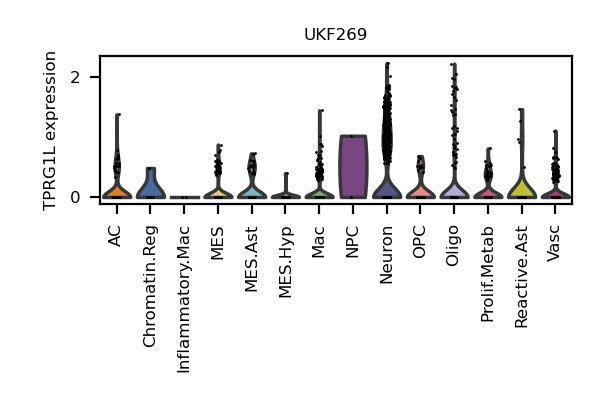 UKF269
TPRG1L expression
2
0
AC
Chromatin.Reg
Inflammatory.Mac
MES
MES.Ast
MES.Hyp
Mac
NPC
Neuron
OPC
Oligo
Prolif.Metab
Reactive.Ast
Vasc